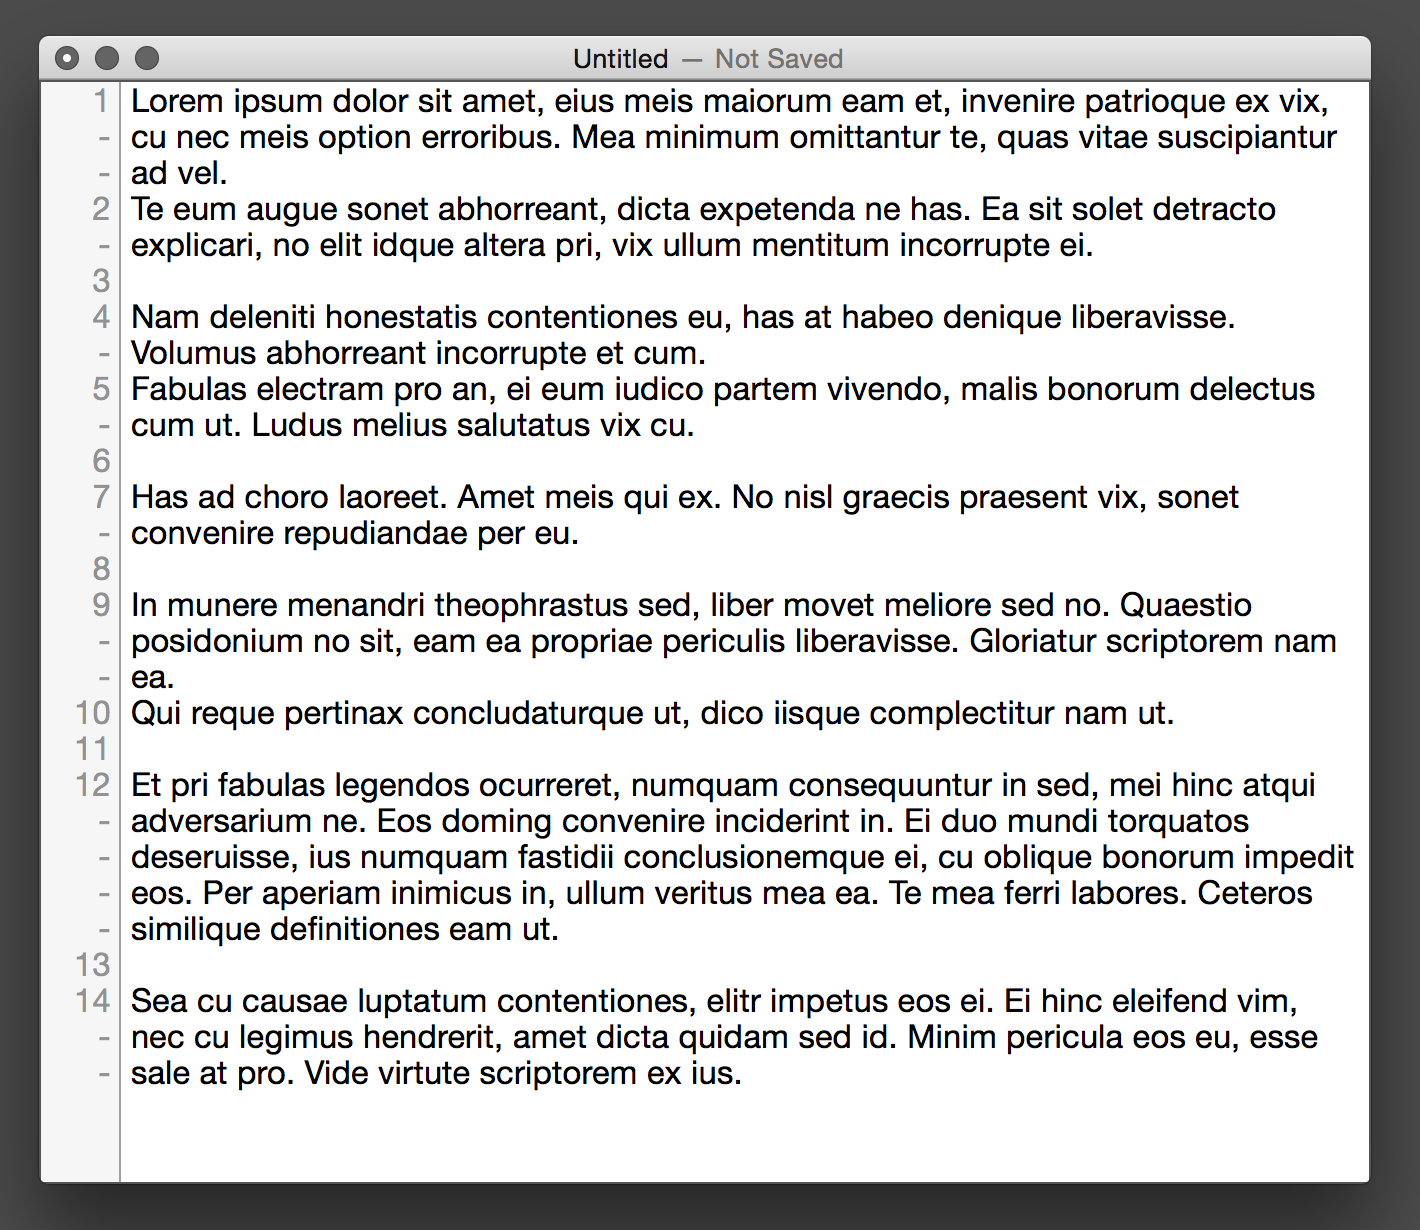 Untitled — Not Saved
1 Lorem ipsum dolor sit amet, eius meis maiorum eam et, invenire patrioque ex vix,
- cu nec meis option erroribus. Mea minimum omittantur te, quas vitae suscipiantur
- ad vel.
2 Te eum augue sonet abhorreant, dicta expetenda ne has. Ea sit solet detracto
- explicari, no elit idque altera pri, vix ullum mentitum incorrupte ei.
3
4 Nam deleniti honestatis contentiones eu, has at habeo denique liberavisse.
- Volumus abhorreant incorrupte et cum.
5 Fabulas electram pro an, ei eum iudico partem vivendo, malis bonorum delectus
- cum ut. Ludus melius salutatus vix cu.
6
7 Has ad choro laoreet. Amet meis qui ex. No nisl graecis praesent vix, sonet
- convenire repudiandae per eu.
8
9 In munere menandri theophrastus sed, liber movet meliore sed no. Quaestio
- posidonium no sit, eam ea propriae periculis liberavisse. Gloriatur scriptorem nam
- ea.
10 Qui reque pertinax concludaturque ut, dico iisque complectitur nam ut.
11
12 Et pri fabulas legendos ocurreret, numquam consequuntur in sed, mei hinc atqui
- adversarium ne. Eos doming convenire inciderint in. Ei duo mundi torquatos
- deseruisse, ius numquam fastidii conclusionemque ei, cu oblique bonorum impedit
- eos. Per aperiam inimicus in, ullum veritus mea ea. Te mea ferri labores. Ceteros
- similique definitiones eam ut.
13
14 Sea cu causae luptatum contentiones, elitr impetus eos ei. Ei hinc eleifend vim,
- nec cu legimus hendrerit, amet dicta quidam sed id. Minim pericula eos eu, esse
- sale at pro. Vide virtute scriptorem ex ius.